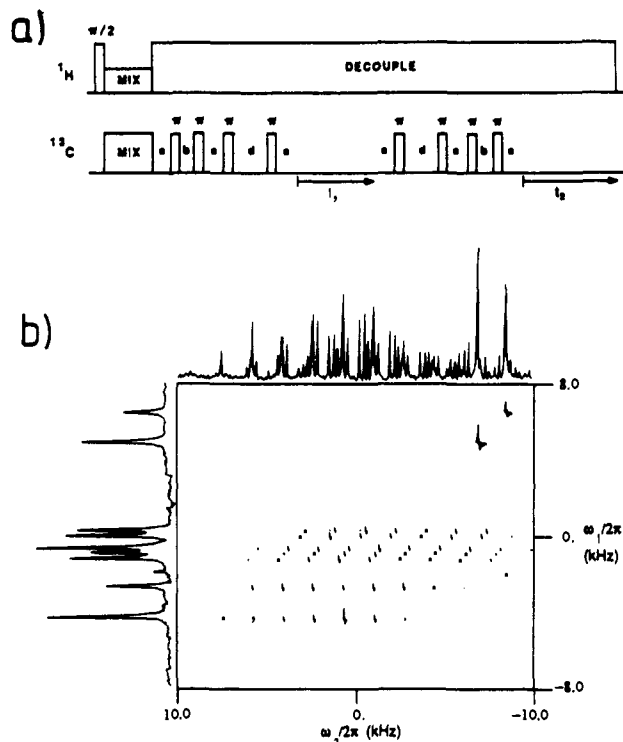 a)
π/2
¹H MIX DECOUPLE
π π π π π π π π
¹³C MIX a b a d a a d a b a
t₁ t₂
b)
8.0
0. ω₁/2π
(kHz)
-8.0
10.0 0. -10.0
ω₂/2π (kHz)